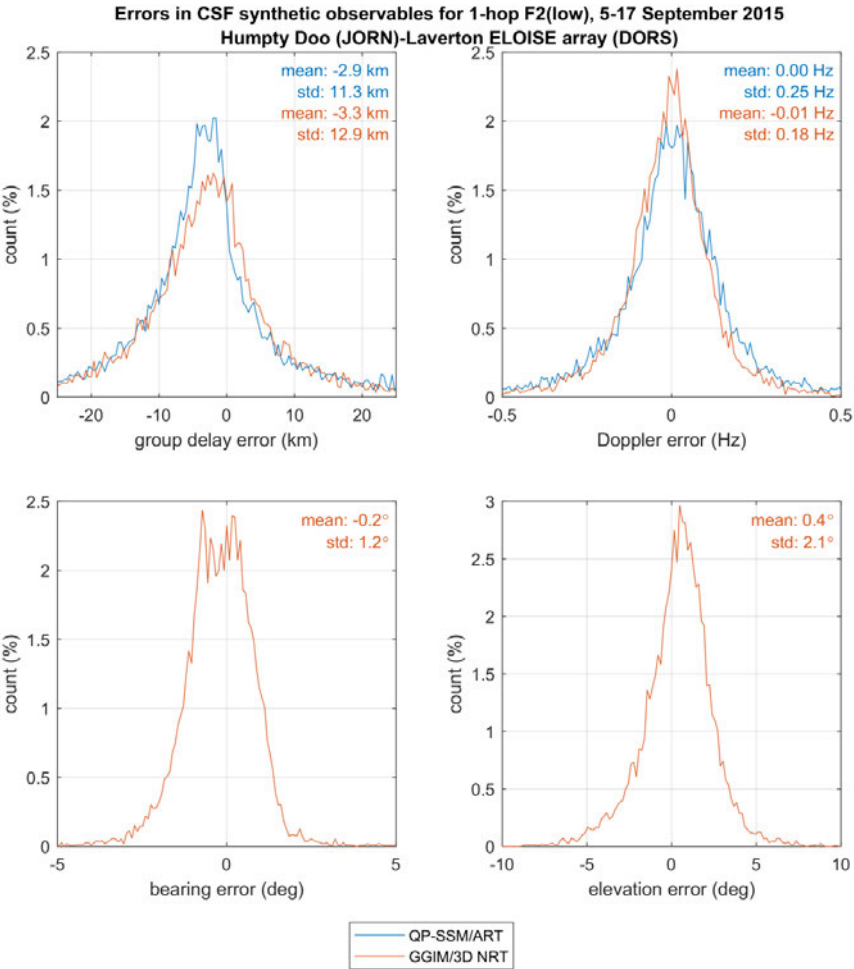 Errors in CSF synthetic observables for 1-hop F2(low), 5-17 September 2015
Humpty Doo (JORN)-Laverton ELOISE array (DORS)
2.5
2
1.5
1
0.5
0
count (%)
mean: -2.9 km
std: 11.3 km
mean: -3.3 km
std: 12.9 km
-20
-10
0
10
20
group delay error (km)
2.5
2
1.5
1
0.5
0
count (%)
mean: 0.00 Hz
std: 0.25 Hz
mean: -0.01 Hz
std: 0.18 Hz
-0.5
0
0.5
Doppler error (Hz)
2.5
2
1.5
1
0.5
0
count (%)
mean: -0.2°
std: 1.2°
-5
0
5
bearing error (deg)
3
2.5
2
1.5
1
0.5
0
count (%)
mean: 0.4°
std: 2.1°
-10
-5
0
5
10
elevation error (deg)
QP-SSM/ART
GGIM/3D NRT